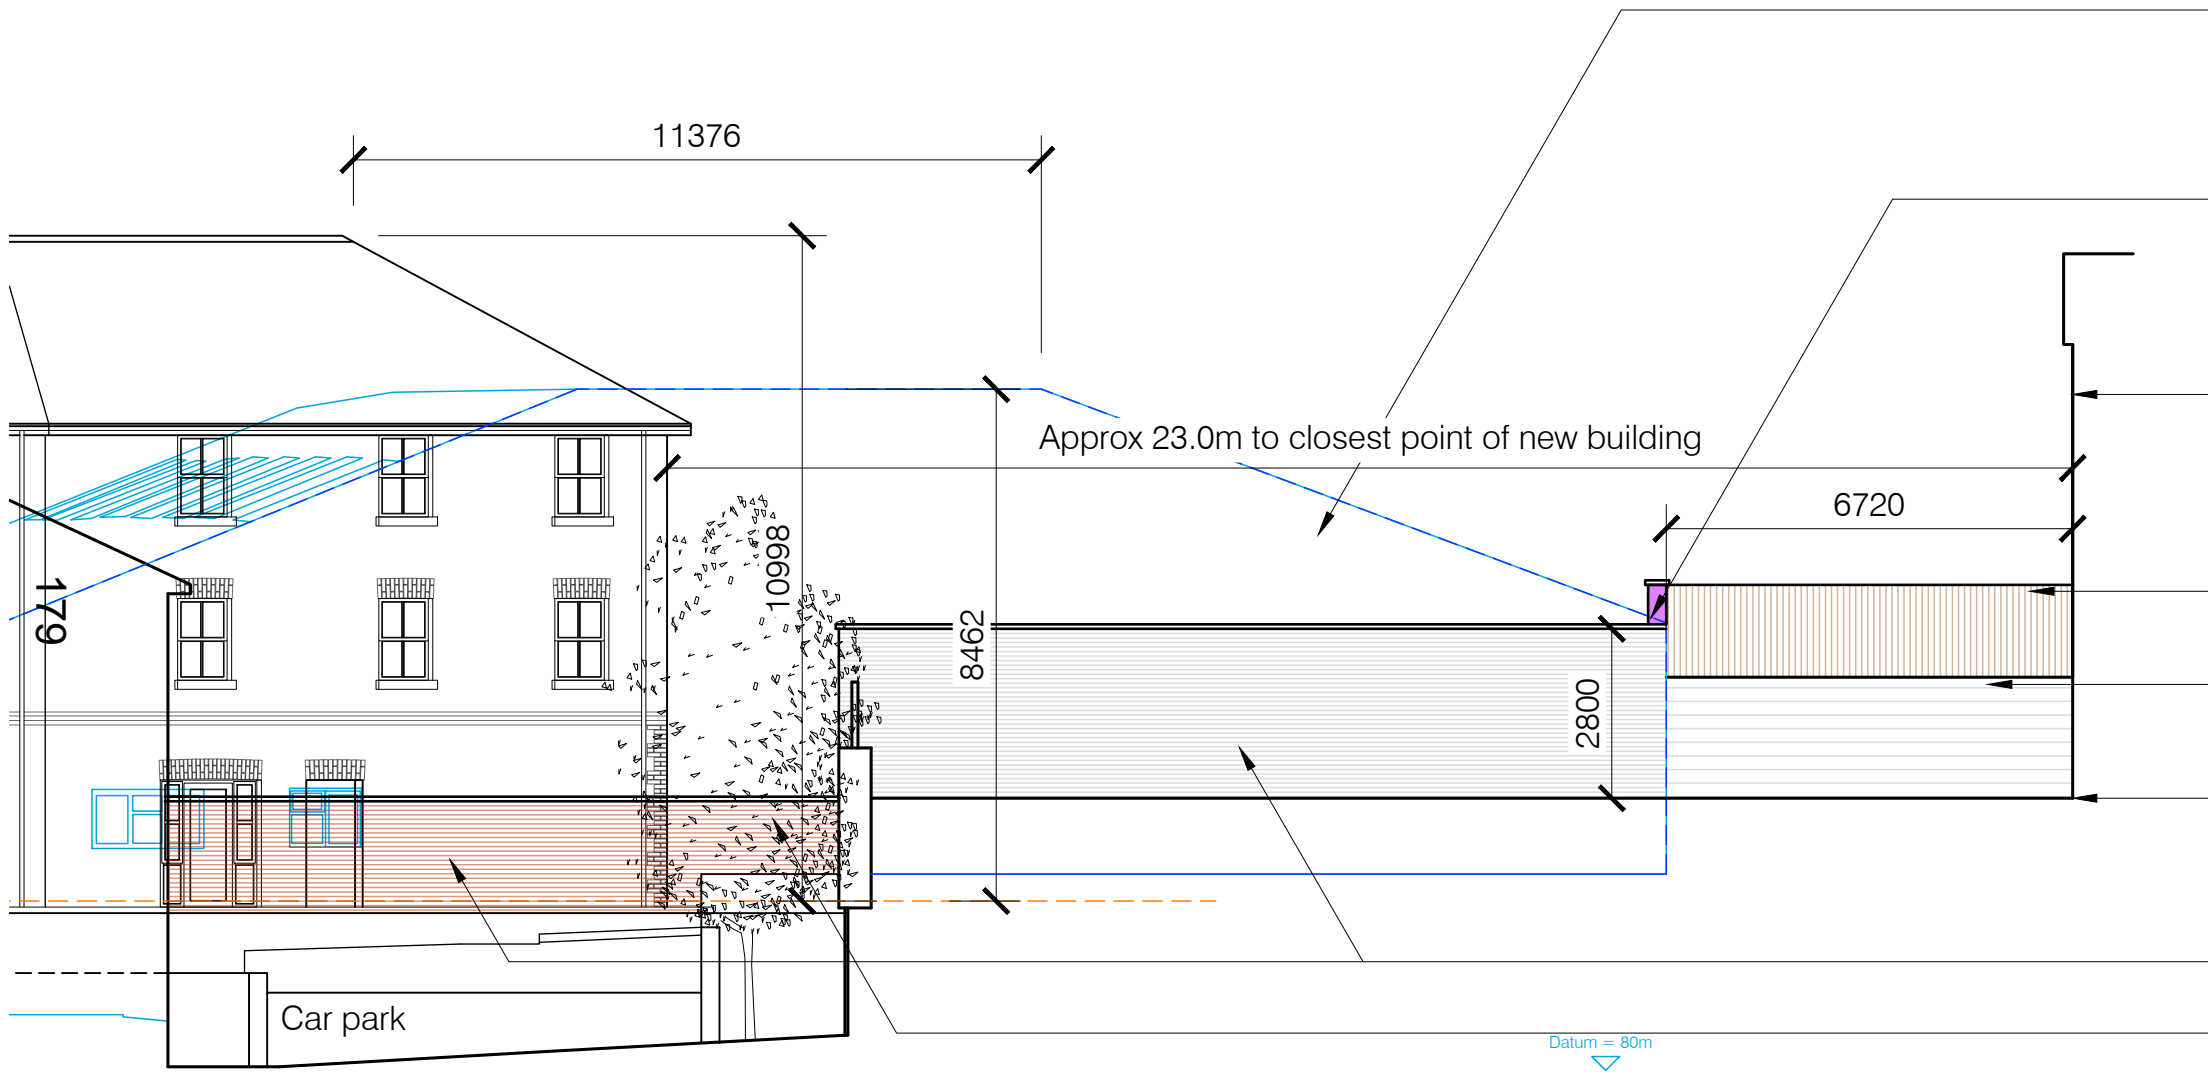 11376
Approx 23.0m to closest point of new building
6720
10998
179
8462
2800
Car park
Datum = 80m